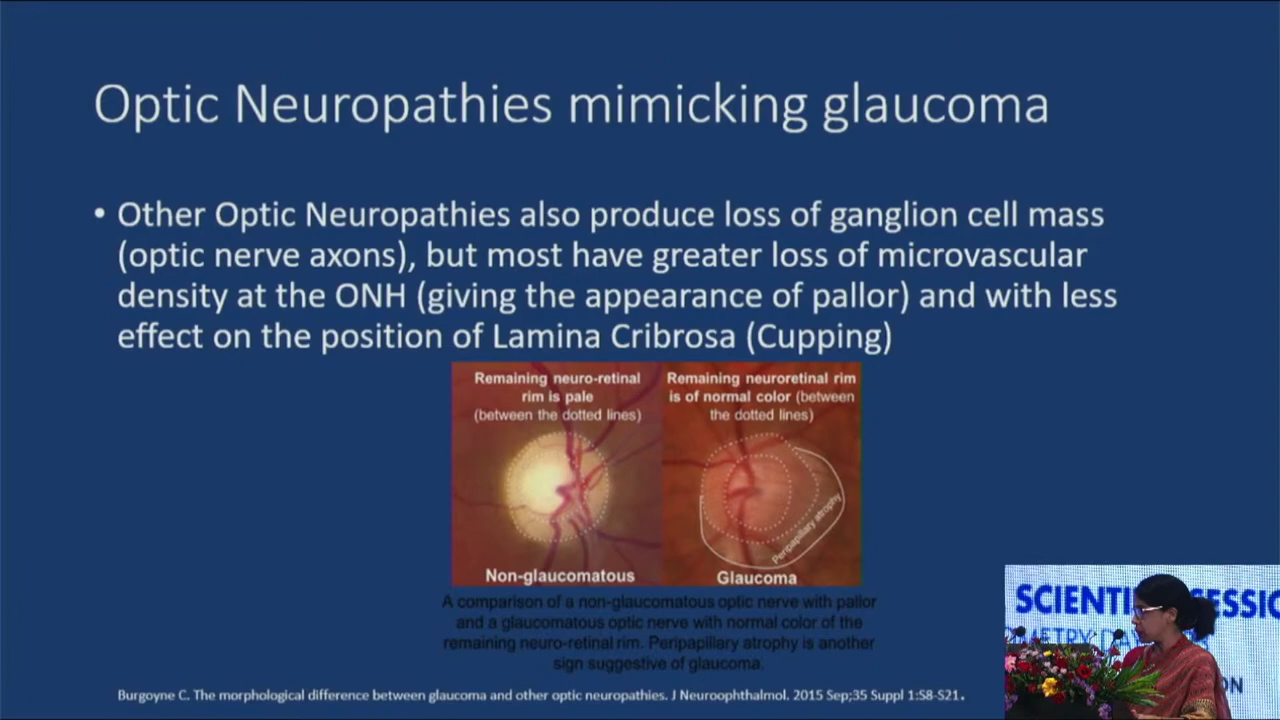 Optic Neuropathies mimicking glaucoma
• Other Optic Neuropathies also produce loss of ganglion cell mass
(optic nerve axons), but most have greater loss of microvascular
density at the ONH (giving the appearance of pallor) and with less
effect on the position of Lamina Cribrosa (Cupping)
Remaining neuro-retinal
rim is pale
(between the dotted lines)
Non-glaucomatous
Remaining neuroretinal rim
is of normal color (between
the dotted lines)
Peripapillary atrophy
Glaucoma
A comparison of a non-glaucomatous optic nerve with pallor
and a glaucomatous optic nerve with normal color of the
remaining neuro-retinal rim. Peripapillary atrophy is another
sign suggestive of glaucoma.
Burgoyne C. The morphological difference between glaucoma and other optic neuropathies. J Neuroophthalmol. 2015 Sep;35 Suppl 1:S8-S21.